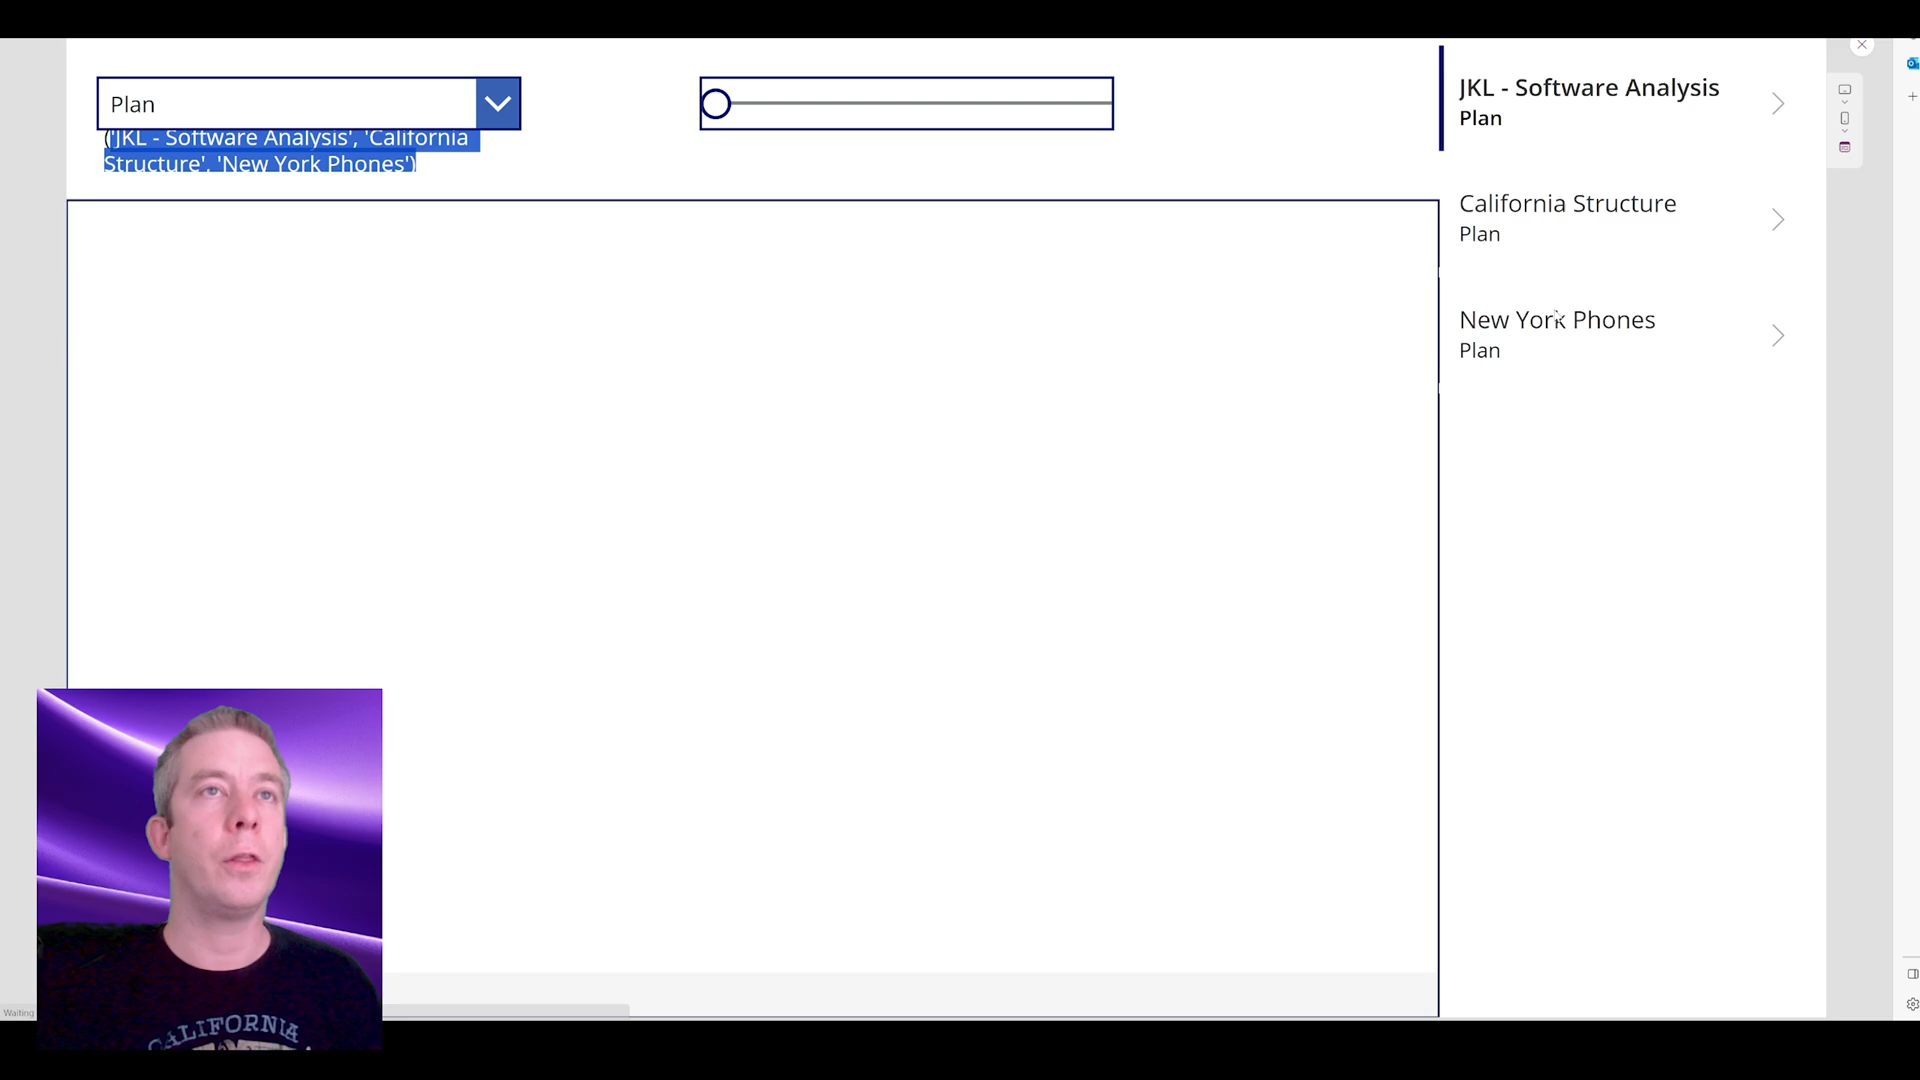 Plan
('JKL - Software Analysis', 'California
Structure', 'New York Phones')
JKL - Software Analysis
Plan
California Structure
Plan
New York Phones
Plan
Waiting
CALIFORNIA